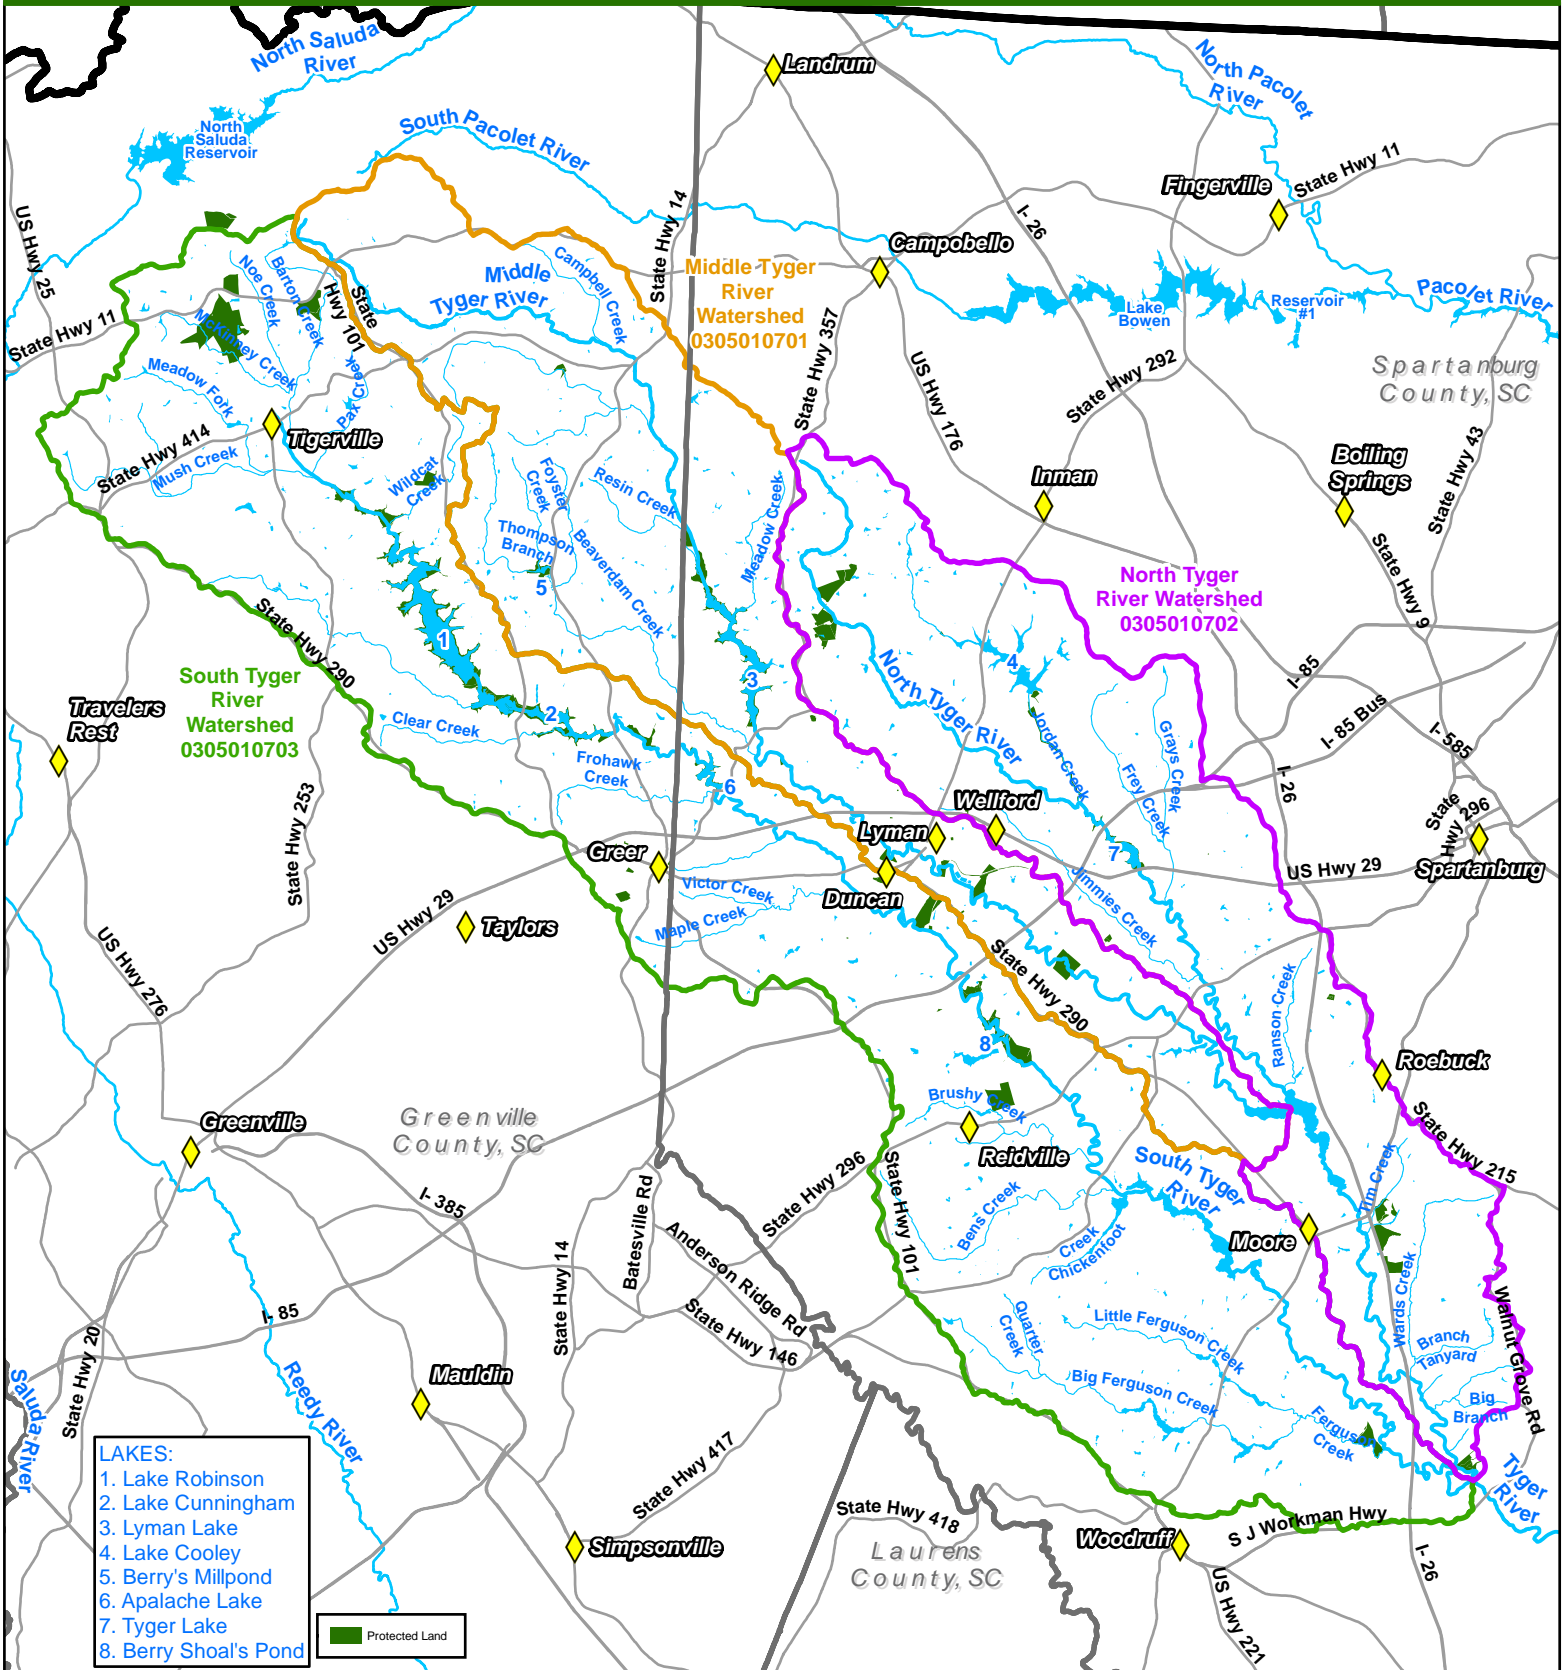 North Saluda
River
North
Saluda
Reservoir
South Pacolet River
Landrum
North Pacolet
River
Fingerville
State Hwy 11
US Hwy 25
State Hwy 14
I- 26
Campobello
Middle Tyger
River
Watershed
0305010701
Middle
Tyger River
Campbell Creek
Noe Creek
Barton Creek
State
Hwy 101
McKinney Creek
State Hwy 11
Meadow Fork
Pax Creek
Lake
Bowen
Reservoir
#1
Pacolet River
State Hwy 357
US Hwy 176
State Hwy 292
Spartanburg
County, SC
Tigerville
State Hwy 414
Mush Creek
Wildcat
Creek
Foyster
Creek
Resin Creek
Thompson
Branch
5
Beaverdam Creek
Meadow Creek
Inman
Boiling
Springs
State Hwy 43
State Hwy 9
North Tyger
River Watershed
0305010702
State Hwy 290
1
South Tyger
River
Watershed
0305010703
Travelers
Rest
Clear Creek
2
3
4
North Tyger River
Jordan Creek
Grays Creek
Frey Creek
I- 85
I- 85 Bus
I- 585
I- 26
Frohawk
Creek
6
State Hwy 253
Wellford
Lyman
State
Hwy 296
Spartanburg
US Hwy 29
7
Greer
Victor Creek
Maple Creek
Duncan
Jimmies Creek
Taylors
US Hwy 29
US Hwy 276
State Hwy 290
Ranson Creek
8
Roebuck
Brushy Creek
Reidville
Greenville
Greenville
County, SC
State Hwy 215
I- 385
Batesville Rd
State Hwy 296
State Hwy 101
South Tyger
River
Bens Creek
Creek
Chickenfoot
Jim Creek
Moore
Anderson Ridge Rd
State Hwy 14
State Hwy 146
I- 85
State Hwy 20
Quarter
Creek
Little Ferguson Creek
Big Ferguson Creek
Wards Creek
Branch
Tanyard
Walnut Grove Rd
Big
Branch
Ferguson
Creek
Mauldin
Reedy River
Saluda River
State Hwy 417
State Hwy 418
Simpsonville
Laurens
County, SC
Woodruff
S J Workman Hwy
US Hwy 221
I- 26
Tyger
River
LAKES:
1. Lake Robinson
2. Lake Cunningham
3. Lyman Lake
4. Lake Cooley
5. Berry's Millpond
6. Apalache Lake
7. Tyger Lake
8. Berry Shoal's Pond
Protected Land